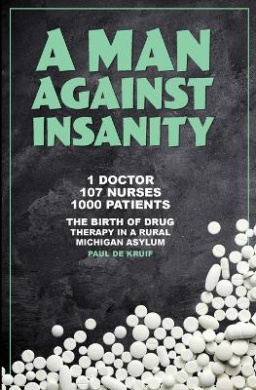 A MAN
AGAINST
INSANITY
1 DOCTOR
107 NURSES
1000 PATIENTS
THE BIRTH OF DRUG
THERAPY IN A RURAL
MICHIGAN ASYLUM
PAUL DE KRUIF